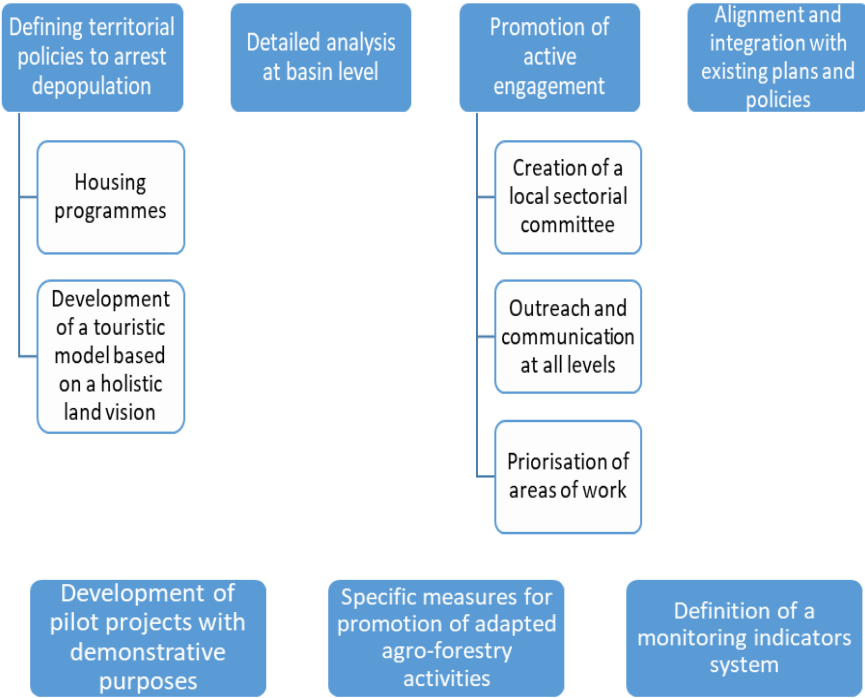 Defining territorial
policies to arrest
depopulation
Housing
programmes
Development
of a touristic
model based
on a holistic
land vision
Detailed analysis
at basin level
Promotion of
active
engagement
Creation of a
local sectorial
committee
Outreach and
communication
at all levels
Priorisation of
areas of work
Alignment and
integration with
existing plans and
policies
Development of
pilot projects with
demonstrative
purposes
Specific measures for
promotion of adapted
agro-forestry
activities
Definition of a
monitoring indicators
system